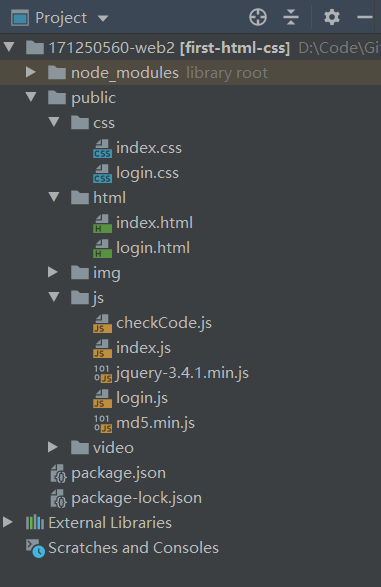 Project
171250560-web2 [first-html-css] D:\Code\Gi
node_modules library root
public
css
index.css
login.css
html
index.html
login.html
img
js
checkCode.js
index.js
jquery-3.4.1.min.js
login.js
md5.min.js
video
package.json
package-lock.json
External Libraries
Scratches and Consoles